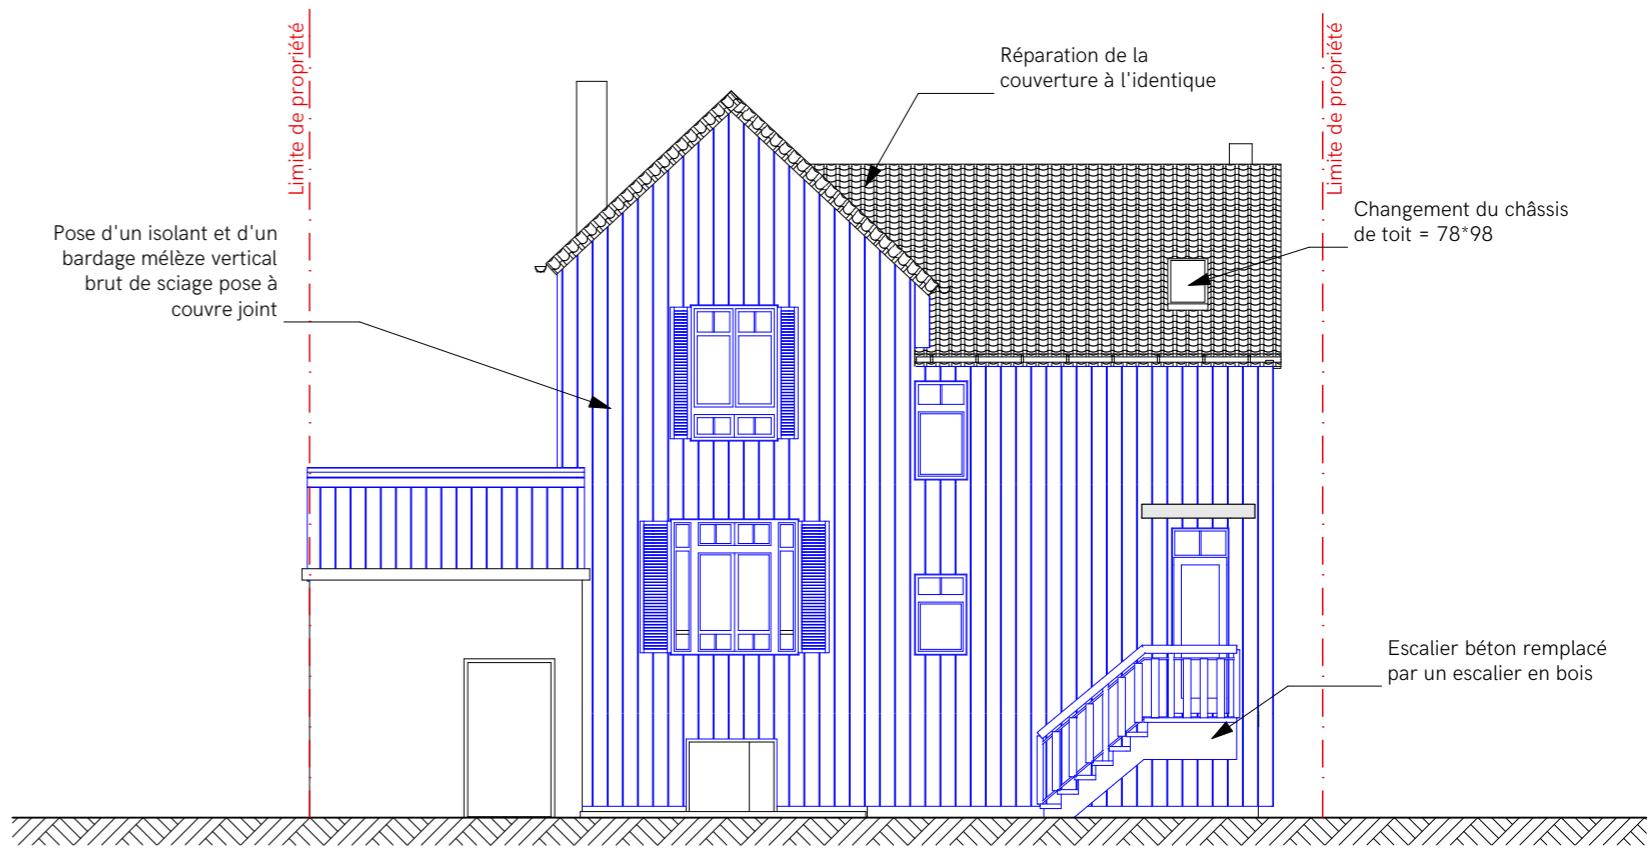 Limite de propriété
Réparation de la
couverture à l'identique
Limite de propriété
Changement du châssis
de toit = 78*98
Pose d'un isolant et d'un
bardage mélèze vertical
brut de sciage pose à
couvre joint
Escalier béton remplacé
par un escalier en bois